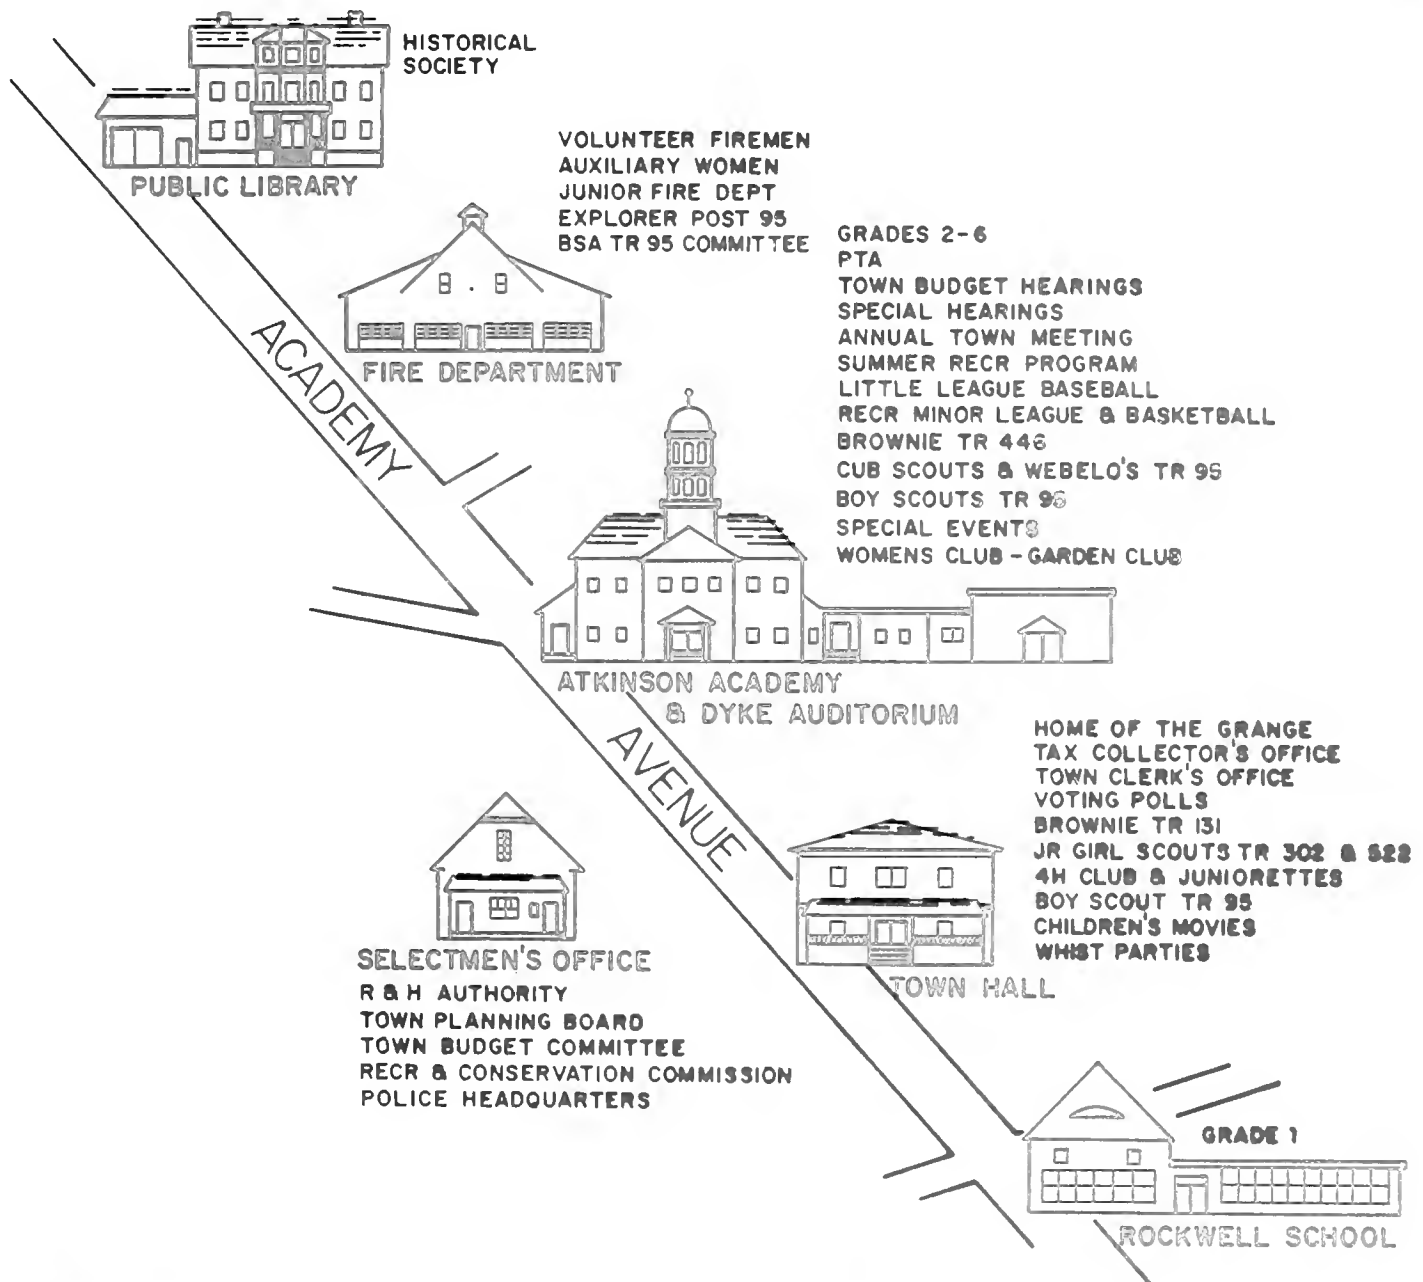 HISTORICAL
SOCIETY
PUBLIC LIBRARY
VOLUNTEER FIREMEN
AUXILIARY WOMEN
JUNIOR FIRE DEPT
EXPLORER POST 95
BSA TR 95 COMMITTEE
FIRE DEPARTMENT
GRADES 2-6
PTA
TOWN BUDGET HEARINGS
SPECIAL HEARINGS
ANNUAL TOWN MEETING
SUMMER RECR PROGRAM
LITTLE LEAGUE BASEBALL
RECR MINOR LEAGUE & BASKETBALL
BROWNIE TR 446
CUB SCOUTS & WEBELO'S TR 95
BOY SCOUTS TR 95
SPECIAL EVENTS
WOMENS CLUB - GARDEN CLUB
ATKINSON ACADEMY
& DYKE AUDITORIUM
ACADEMY
AVENUE
HOME OF THE GRANGE
TAX COLLECTOR'S OFFICE
TOWN CLERK'S OFFICE
VOTING POLLS
BROWNIE TR 131
JR GIRL SCOUTS TR 302 & 522
4H CLUB & JUNIORETTES
BOY SCOUT TR 95
CHILDREN'S MOVIES
WHIST PARTIES
TOWN HALL
SELECTMEN'S OFFICE
R & H AUTHORITY
TOWN PLANNING BOARD
TOWN BUDGET COMMITTEE
RECR & CONSERVATION COMMISSION
POLICE HEADQUARTERS
GRADE 1
ROCKWELL SCHOOL